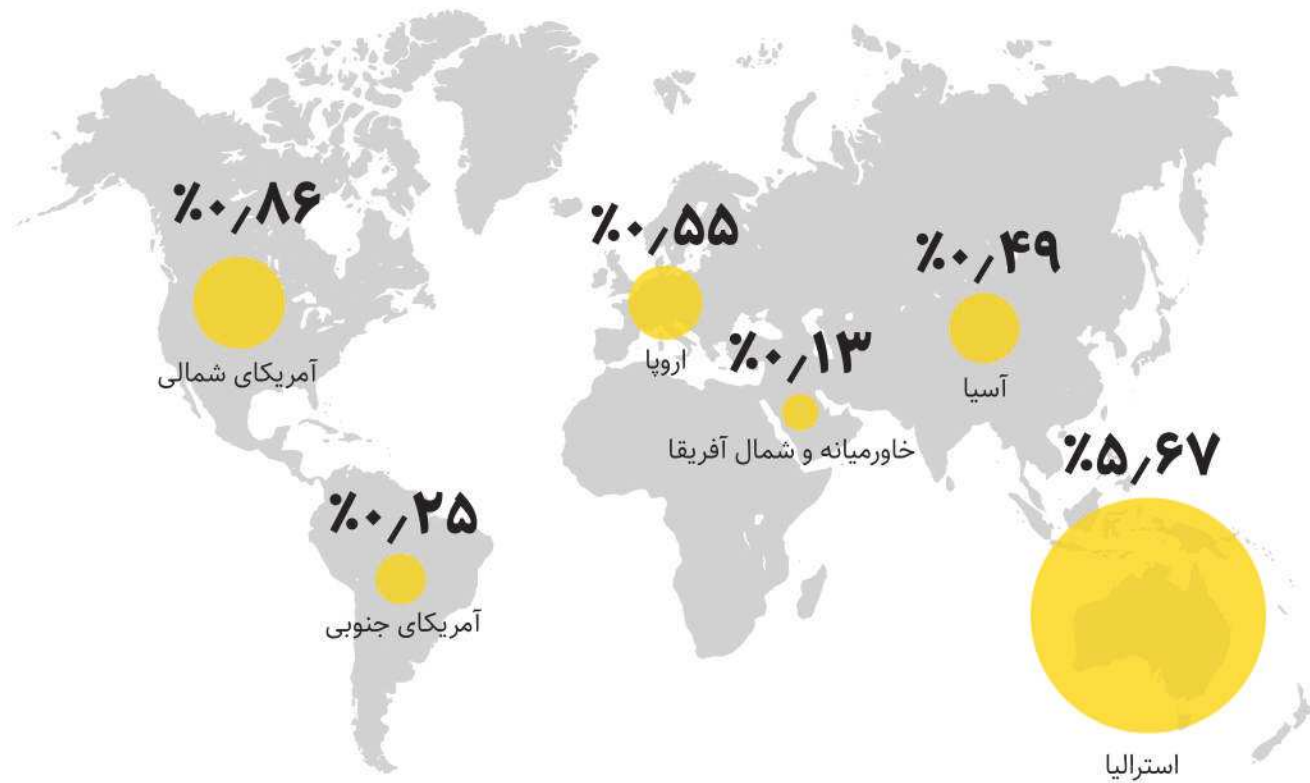 ٪۰٫۸۶
آمریکای شمالی
٪۰٫۵۵
اروپا
٪۰٫۴۹
آسیا
٪۰٫۱۳
خاورمیانه و شمال آفریقا
٪۰٫۲۵
آمریکای جنوبی
٪۵٫۶۷
استرالیا